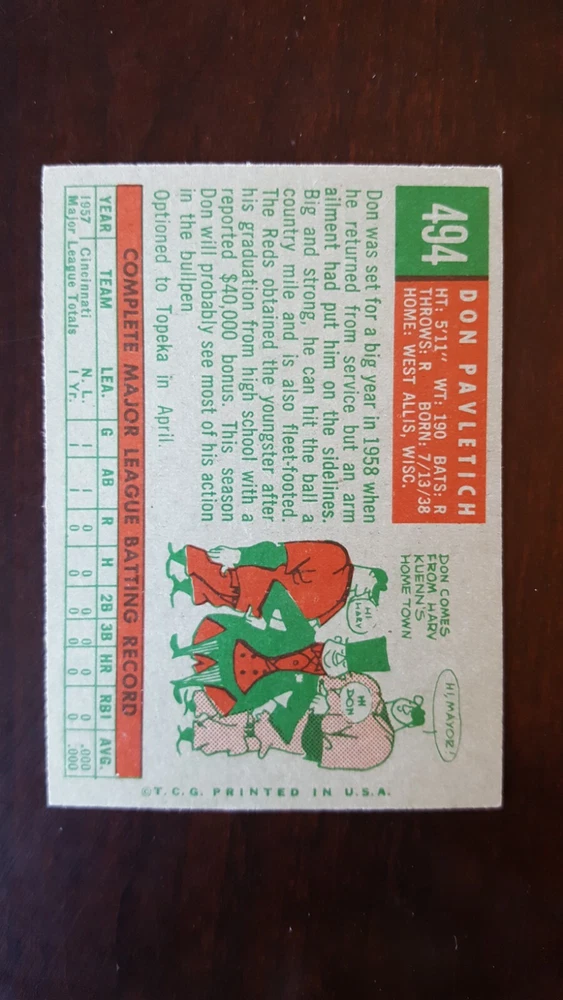 494
DON PAVLETICH
HT: 5'11" WT: 190 BATS: R
THROWS: R BORN: 7/13/38
HOME: WEST ALLIS, WISC.
Don was set for a big year in 1958 when
he returned from service but an arm
ailment had put him on the sidelines.
Big and strong, he can hit the ball a
country mile and is also fleet-footed.
The Reds obtained the youngster after
his graduation from high school with a
reported $40,000 bonus. This season
Don will probably see most of his action
in the bullpen
Optioned to Topeka in April.
DON COMES
FROM HARV
KUENN'S
HOME TOWN
HI, MAYOR!
HI
HARV
HI
DON
COMPLETE MAJOR LEAGUE BATTING RECORD
YEAR TEAM LEA. G AB R H 2B 3B HR RBI AVG.
1957 Cincinnati N. L. 1 1 0 0 0 0 0 0 .000
Major League Totals 1 Yr. 1 1 0 0 0 0 0 0 .000
©T.C.G. PRINTED IN U.S.A.